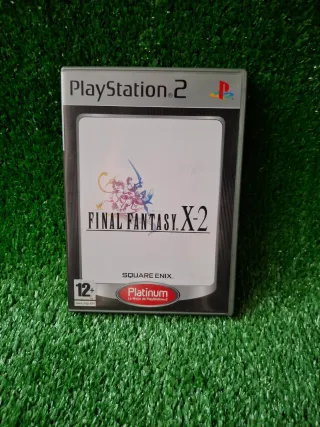 PlayStation®2
FINAL FANTASY. X-2
SQUARE ENIX
12+
Platinum